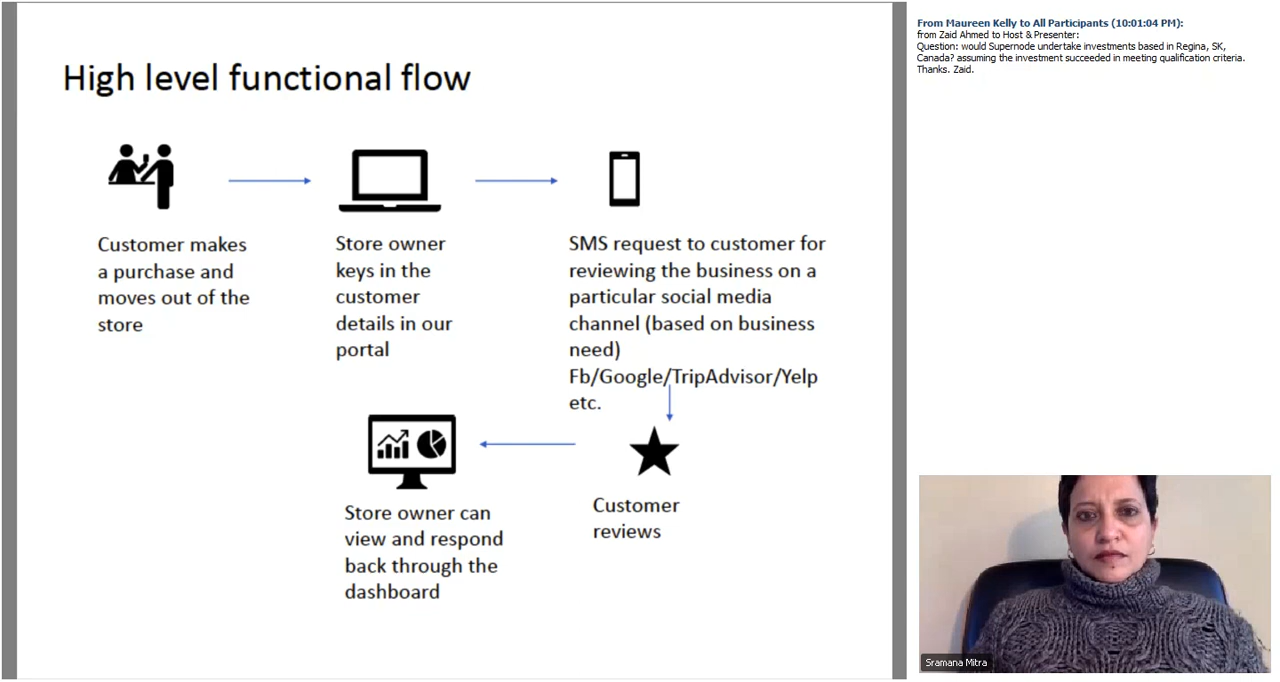 High level functional flow
Customer makes
a purchase and
moves out of the
store
Store owner
keys in the
customer
details in our
portal
SMS request to customer for
reviewing the business on a
particular social media
channel (based on business
need)
Fb/Google/TripAdvisor/Yelp
etc.
Customer
reviews
Store owner can
view and respond
back through the
dashboard
From Maureen Kelly to All Participants (10:01:04 PM):
from Zaid Ahmed to Host & Presenter:
Question: would Supernode undertake investments based in Regina, SK,
Canada? assuming the investment succeeded in meeting qualification criteria.
Thanks. Zaid.
Sramana Mitra